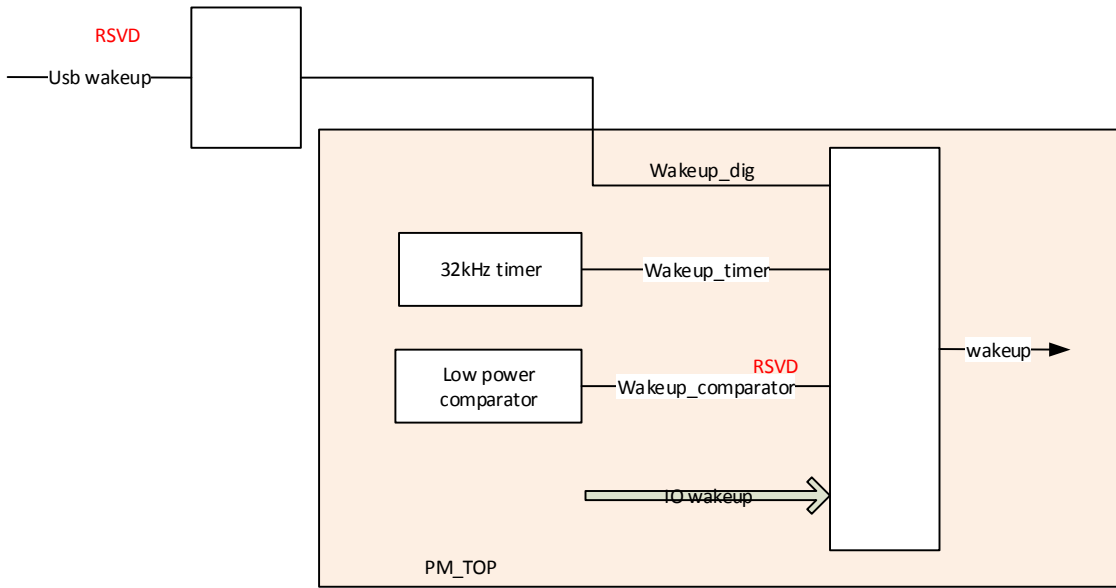 RSVD
Usb wakeup
Wakeup_dig
32kHz timer
Wakeup_timer
wakeup
Low power
comparator
RSVD
Wakeup_comparator
IO wakeup
PM_TOP